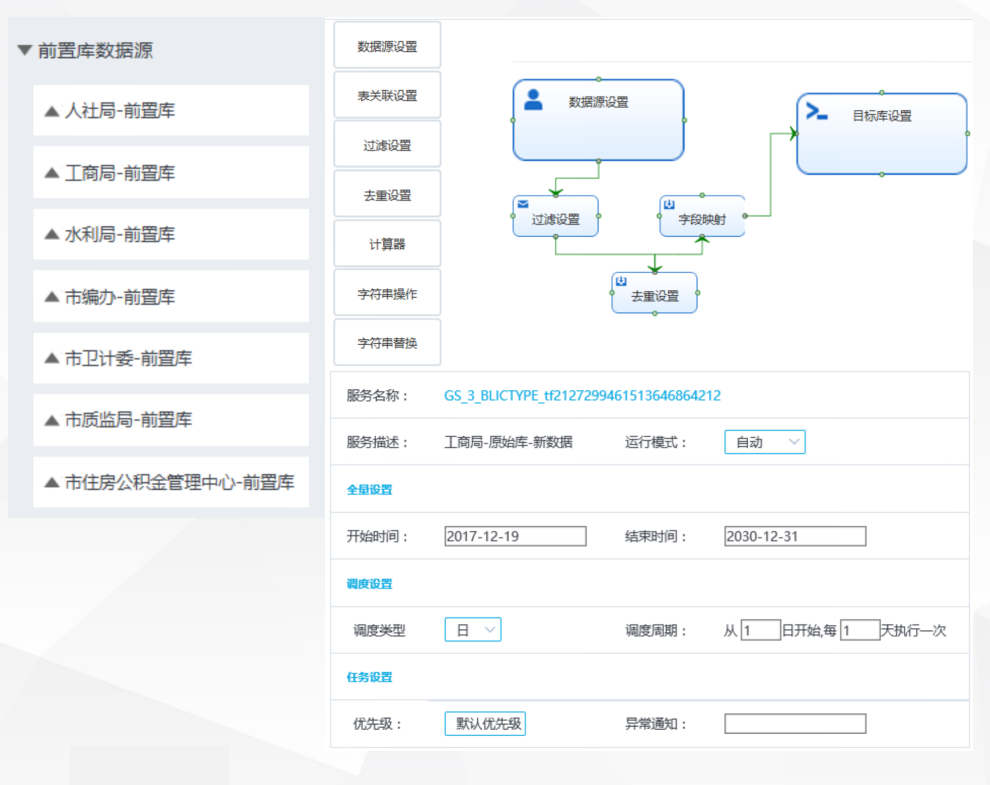 前置库数据源
人社局-前置库
工商局-前置库
水利局-前置库
市编办-前置库
市卫计委-前置库
市质监局-前置库
市住房公积金管理中心-前置库
数据源设置
表关联设置
过滤设置
去重设置
计算器
字符串操作
字符串替换
数据源设置
目标库设置
过滤设置
字段映射
去重设置
服务名称： GS_3_BLICTYPE_tf2127299461513646864212
服务描述： 工商局-原始库-新数据 运行模式： 自动
全量设置
开始时间： 2017-12-19 结束时间： 2030-12-31
调度设置
调度类型 日 调度周期： 从 1 日开始,每 1 天执行一次
任务设置
优先级： 默认优先级 异常通知：